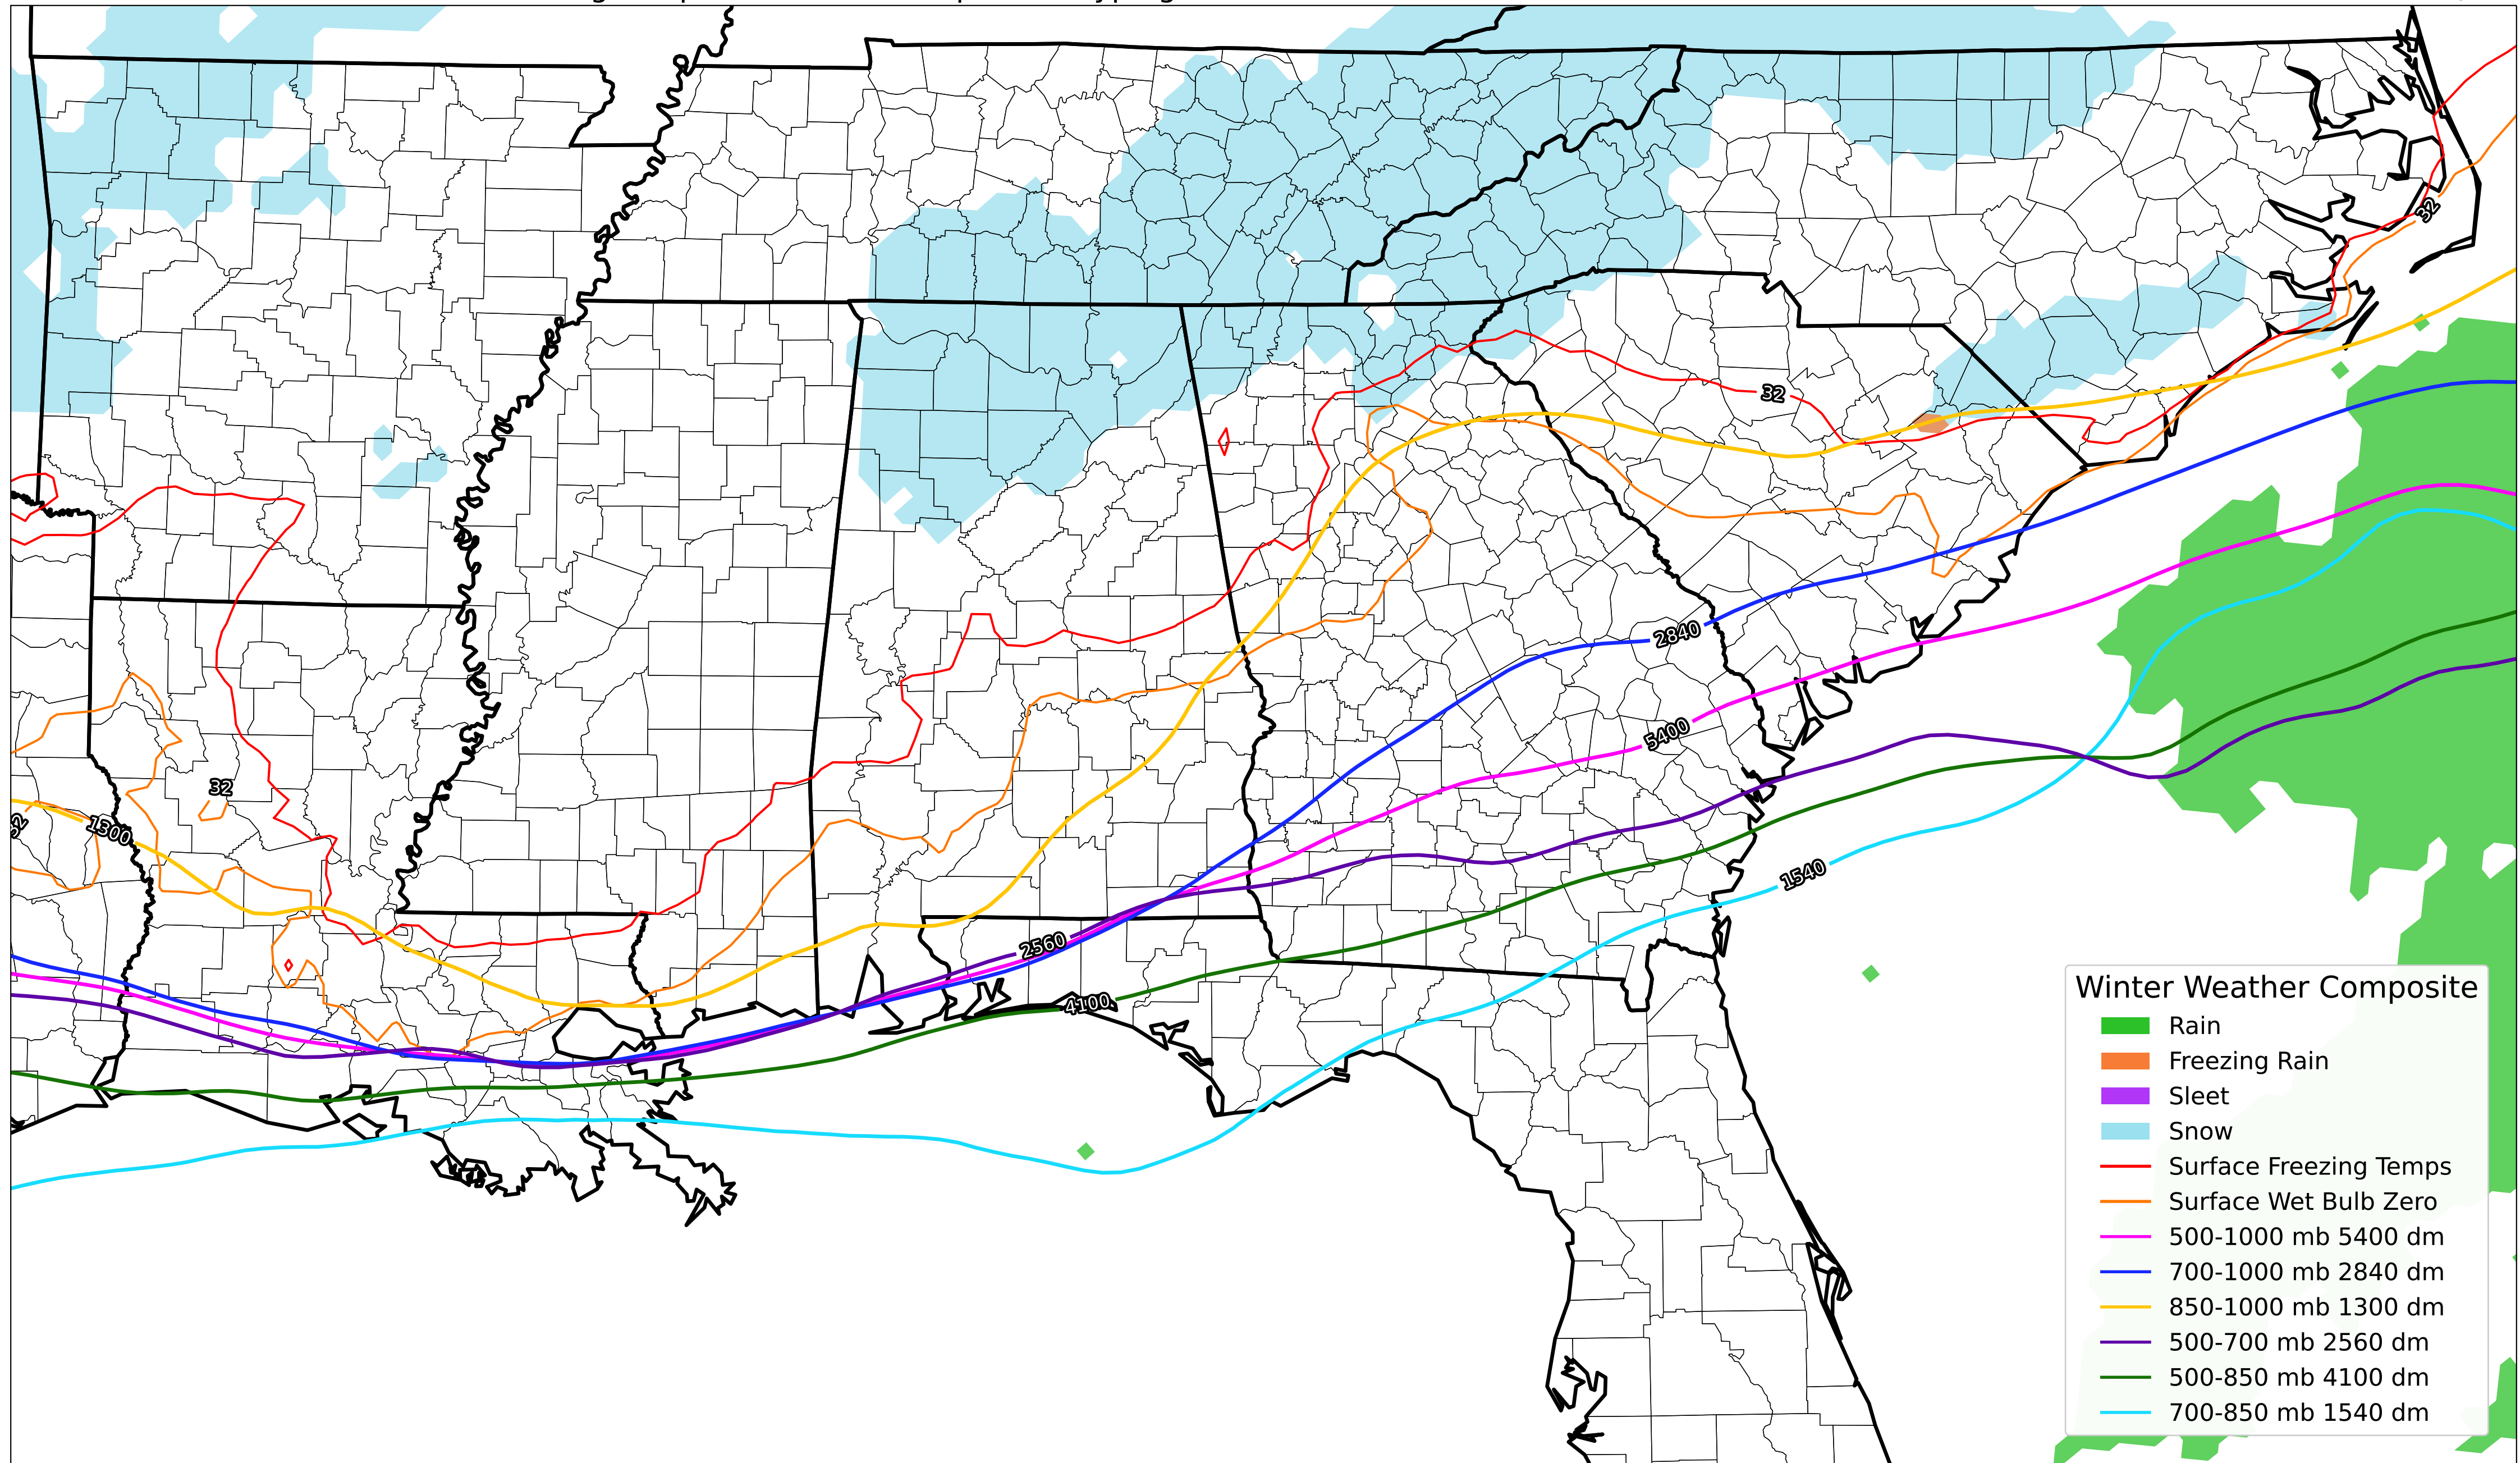 32
32
2840
5400
32
1300
1540
2560
4100
Winter Weather Composite
Rain
Freezing Rain
Sleet
Snow
Surface Freezing Temps
Surface Wet Bulb Zero
500-1000 mb 5400 dm
700-1000 mb 2840 dm
850-1000 mb 1300 dm
500-700 mb 2560 dm
500-850 mb 4100 dm
700-850 mb 1540 dm